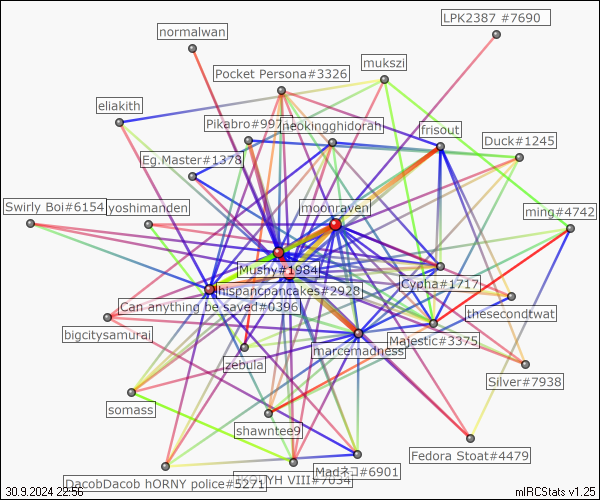 LPK2387 #7690
normalwan
mukszi
Pocket Persona#3326
eliakith
Pikabro#997
neokingghidorah
frisout
Duck#1245
Eg.Master#1378
Swirly Boi#6154
yoshimanden
moonraven
ming#4742
Mushy#1984
Cypha#1717
hispancpancakes#2928
Can anything be saved#0396
thesecondtwat
bigcitysamurai
Majestic#3375
marcemadness
zebula
Silver#7938
somass
shawntee9
Fedora Stoat#4479
Madネコ#6901
DacobDacob hORNY police#5271
YH VIII#7034
30.9.2024 22:56
mIRCStats v1.25